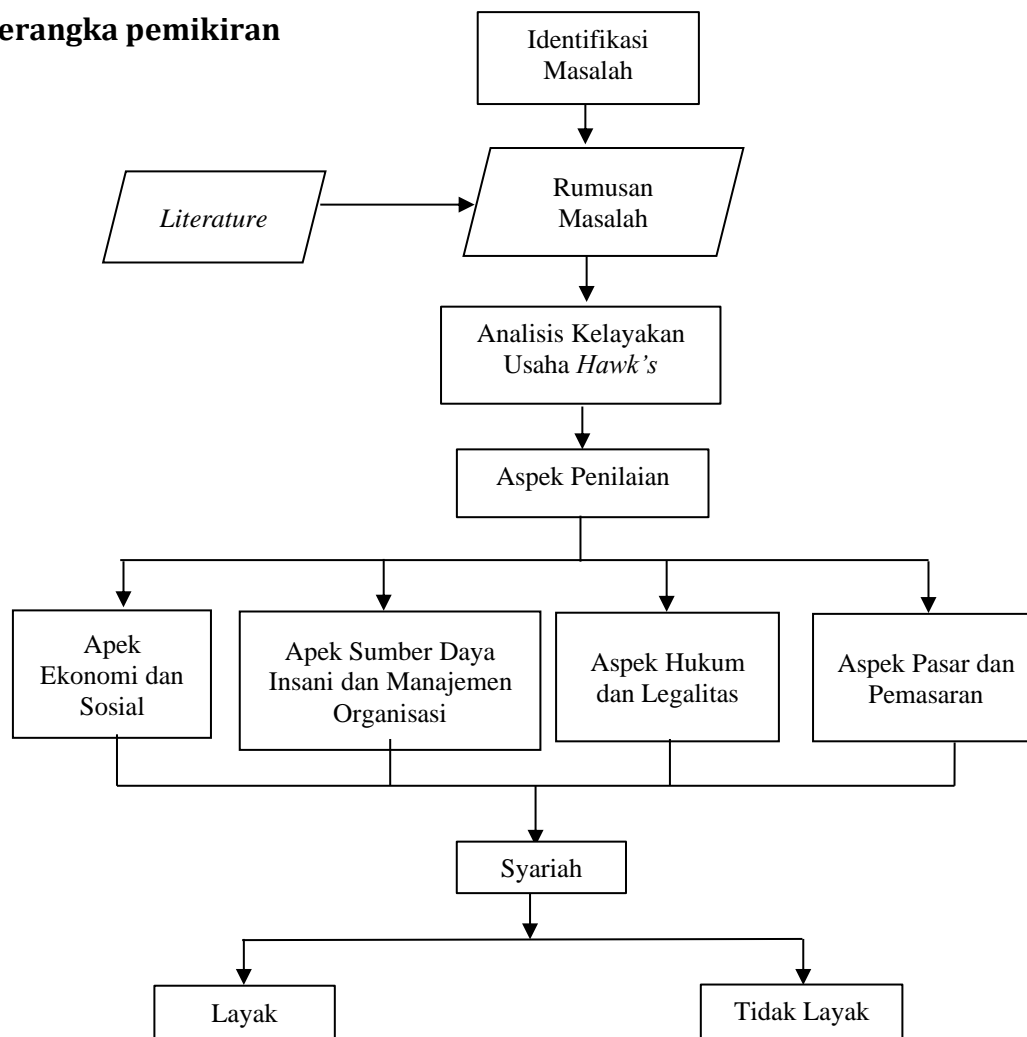 erangka pemikiran
Identifikasi
Masalah
Literature
Rumusan
Masalah
Analisis Kelayakan
Usaha Hawk’s
Aspek Penilaian
Apek
Ekonomi dan
Sosial
Apek Sumber Daya
Insani dan Manajemen
Organisasi
Aspek Hukum
dan Legalitas
Aspek Pasar dan
Pemasaran
Syariah
Layak
Tidak Layak